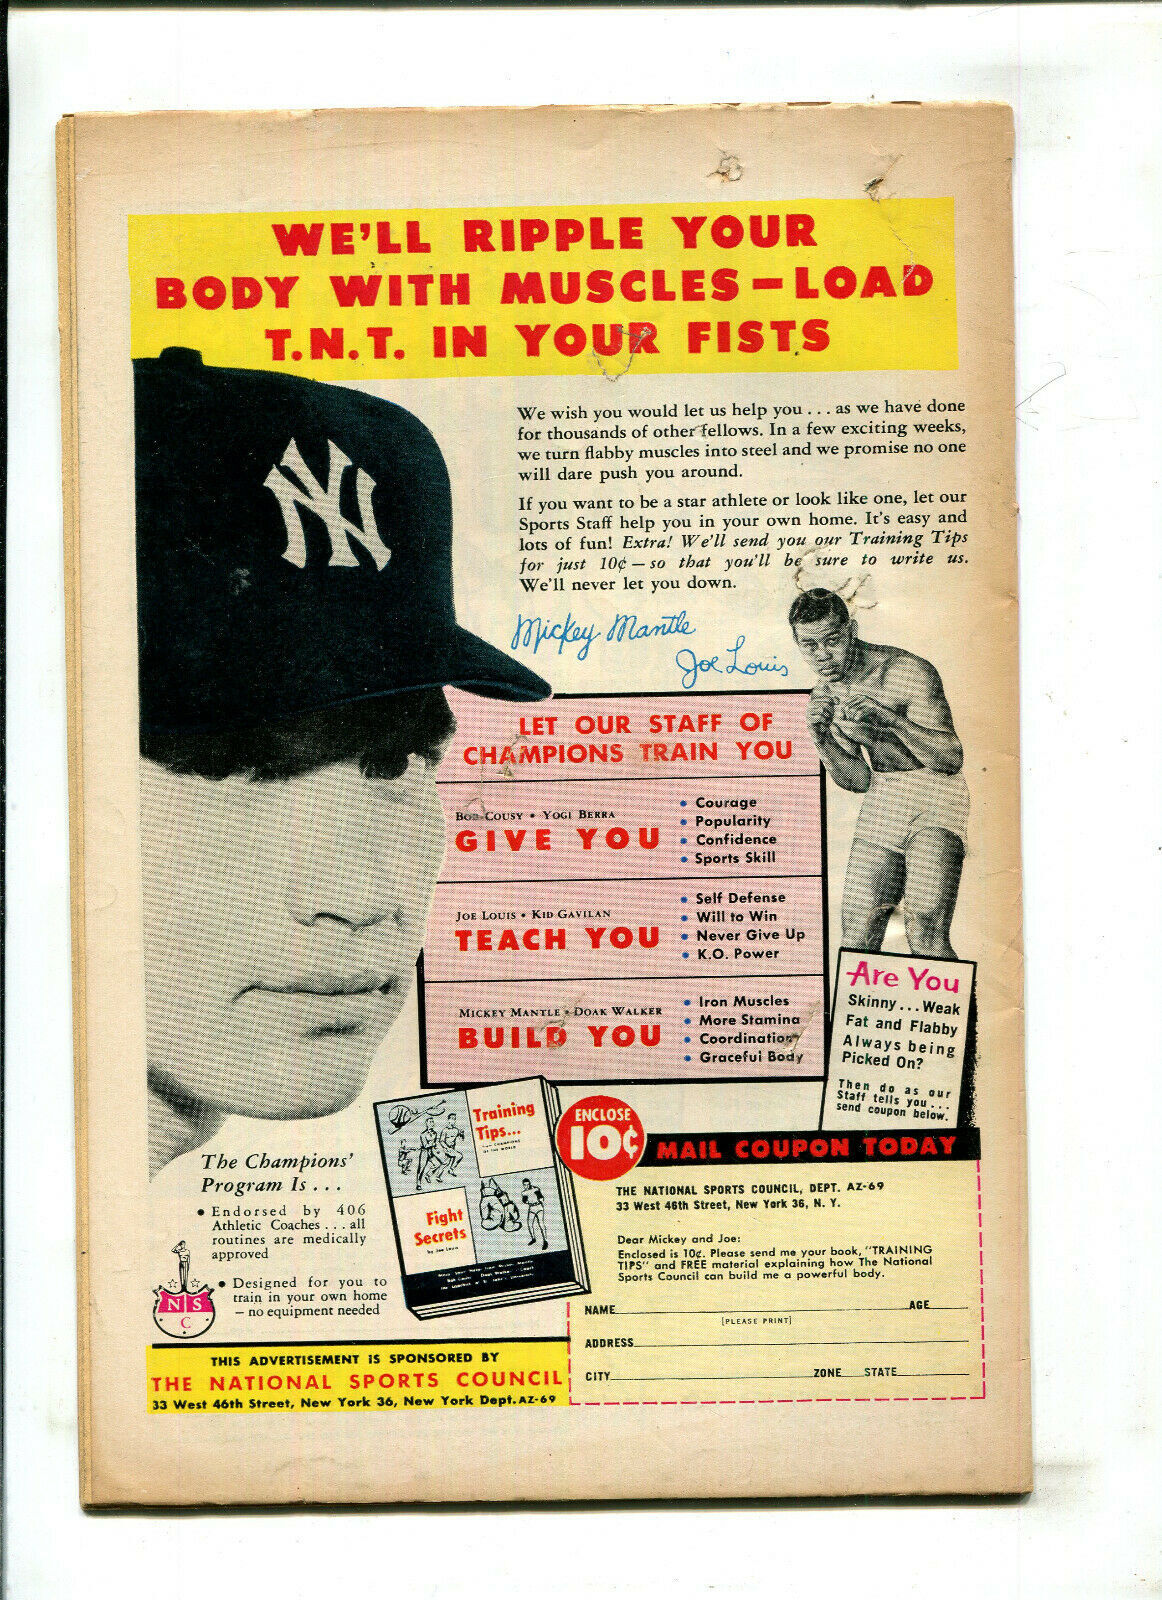 WE'LL RIPPLE YOUR
BODY WITH MUSCLES – LOAD
T.N.T. IN YOUR FISTS
NY
We wish you would let us help you . . . as we have done
for thousands of other fellows. In a few exciting weeks,
we turn flabby muscles into steel and we promise no one
will dare push you around.
If you want to be a star athlete or look like one, let our
Sports Staff help you in your own home. It's easy and
lots of fun! Extra! We'll send you our Training Tips
for just 10¢ – so that you'll be sure to write us.
We'll never let you down.
Mickey Mantle
Joe Louis
LET OUR STAFF OF
CHAMPIONS TRAIN YOU
BOB COUSY • YOGI BERRA
GIVE YOU
• Courage
• Popularity
• Confidence
• Sports Skill
JOE LOUIS • KID GAVILAN
TEACH YOU
• Self Defense
• Will to Win
• Never Give Up
• K.O. Power
MICKEY MANTLE • DOAK WALKER
BUILD YOU
• Iron Muscles
• More Stamina
• Coordination
• Graceful Body
Are You
Skinny . . . Weak
Fat and Flabby
Always being
Picked On?
Then do as our
Staff tells you . . .
send coupon below.
The Champions'
Program Is . . .
• Endorsed by 406
Athletic Coaches . . . all
routines are medically
approved
• Designed for you to
train in your own home
– no equipment needed
N S
C
Training
Tips...
FROM CHAMPIONS
OF THE WORLD
Fight
Secrets
by Joe Louis
ENCLOSE
10¢
MAIL COUPON TODAY
THE NATIONAL SPORTS COUNCIL, DEPT. AZ-69
33 West 46th Street, New York 36, N. Y.
Dear Mickey and Joe:
Enclosed is 10¢. Please send me your book, "TRAINING
TIPS" and FREE material explaining how The National
Sports Council can build me a powerful body.
NAME AGE
[PLEASE PRINT]
ADDRESS
CITY ZONE STATE
THIS ADVERTISEMENT IS SPONSORED BY
THE NATIONAL SPORTS COUNCIL
33 West 46th Street, New York 36, New York Dept. AZ-69